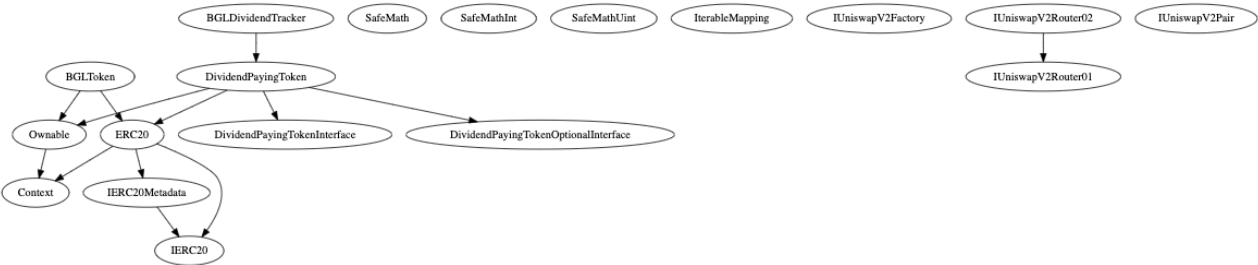 BGLDividendTracker
SafeMath
SafeMathInt
SafeMathUint
IterableMapping
IUniswapV2Factory
IUniswapV2Router02
IUniswapV2Pair
BGLToken
DividendPayingToken
IUniswapV2Router01
Ownable
ERC20
DividendPayingTokenInterface
DividendPayingTokenOptionalInterface
Context
IERC20Metadata
IERC20